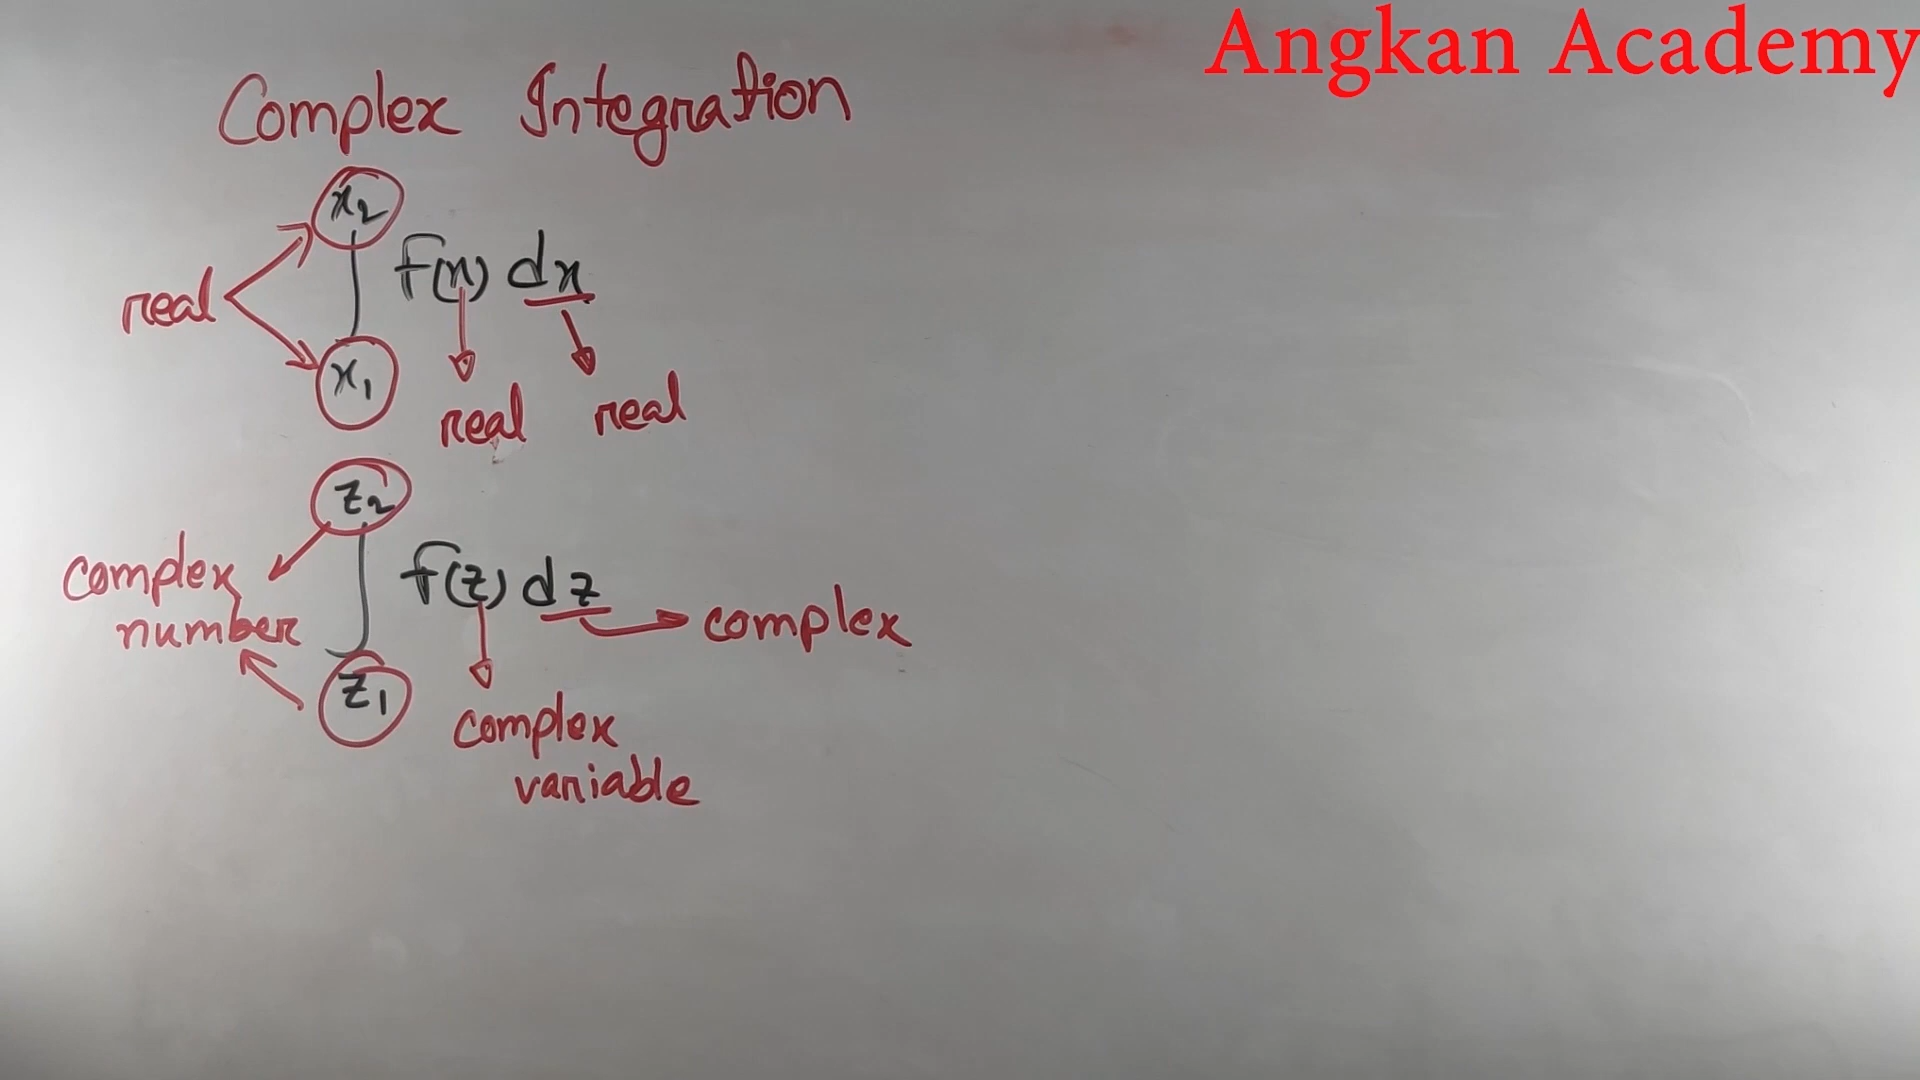 Angkan Academy
Complex Integration
x2
f(x) dx
real
x1
real
real
z2
complex
number
f(z) dz
complex
z1
complex
variable